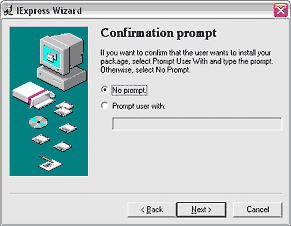 IExpress Wizard
Confirmation prompt
If you want to confirm that the user wants to install your
package, select Prompt User With and type the prompt.
Otherwise, select No Prompt.
No prompt.
Prompt user with:
< Back
Next >
Cancel